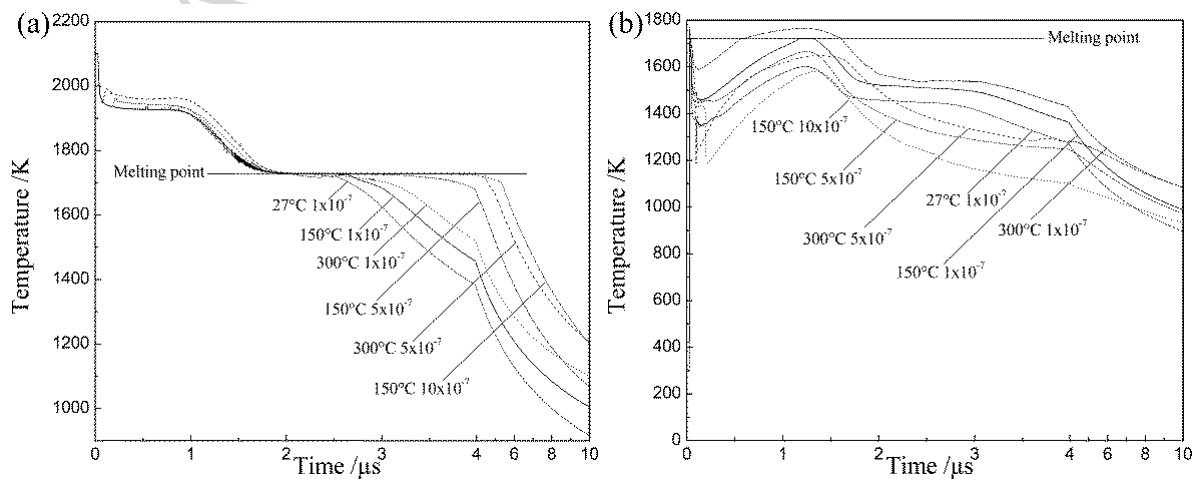 (a)
2200
2000
1800
1600
1400
1200
1000
Temperature /K
Melting point
27°C 1x10⁻⁷
150°C 1x10⁻⁷
300°C 1x10⁻⁷
150°C 5x10⁻⁷
300°C 5x10⁻⁷
150°C 10x10⁻⁷
0 1 2 4 6 8 10
Time /μs
(b)
1800
1600
1400
1200
1000
800
600
400
200
0
Temperature /K
Melting point
150°C 10x10⁻⁷
150°C 5x10⁻⁷
300°C 5x10⁻⁷
27°C 1x10⁻⁷
300°C 1x10⁻⁷
150°C 1x10⁻⁷
0 1 2 4 6 8 10
Time /μs